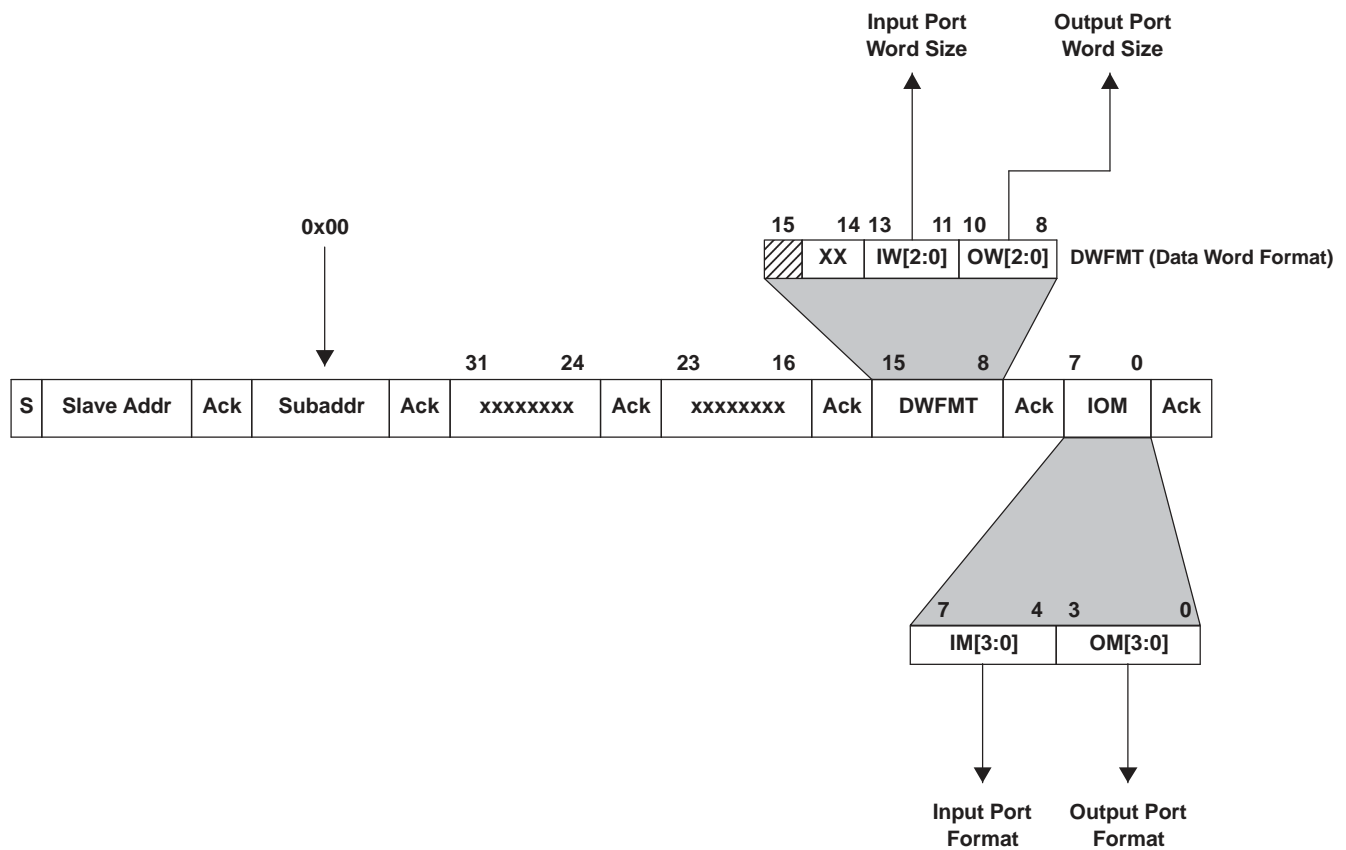 Input Port
Word Size
Output Port
Word Size
0x00
15 14 13 11 10 8
XX IW[2:0] OW[2:0] DWFMT (Data Word Format)
31 24 23 16 15 8 7 0
S Slave Addr Ack Subaddr Ack xxxxxxxx Ack xxxxxxxx Ack DWFMT Ack IOM Ack
7 4 3 0
IM[3:0] OM[3:0]
Input Port
Format
Output Port
Format